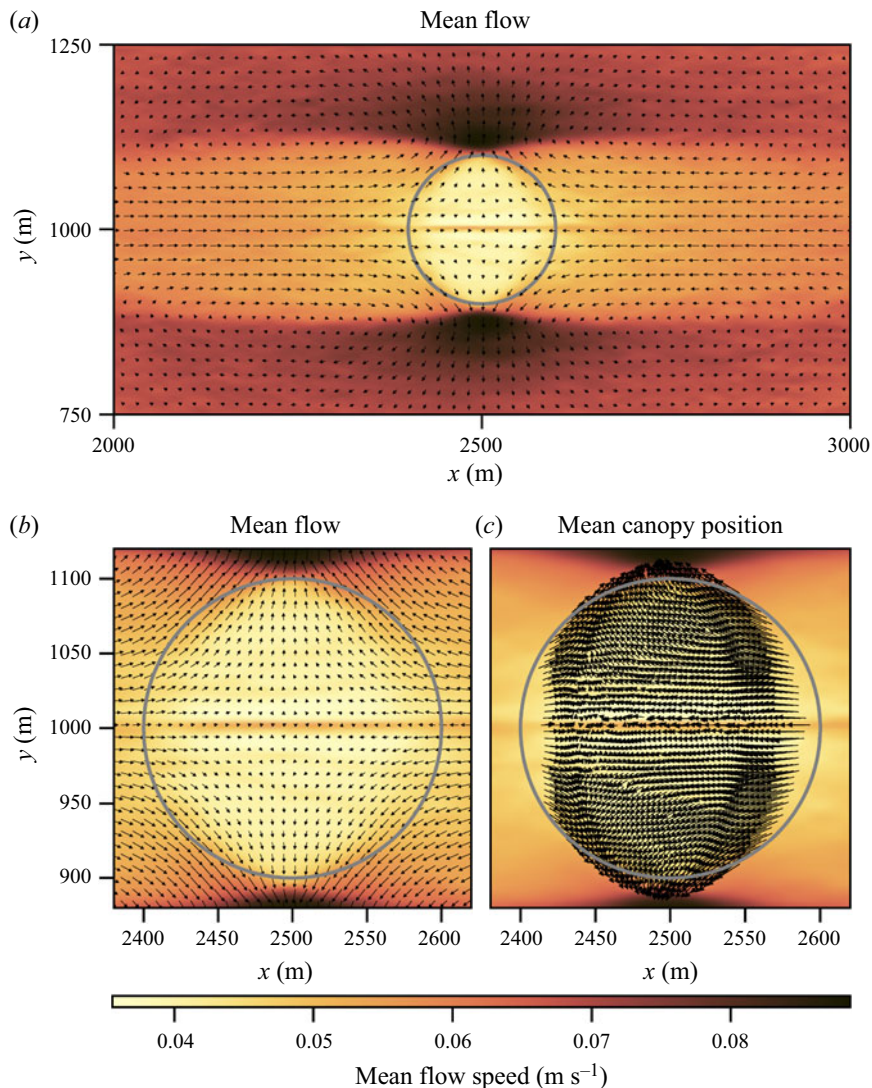 (a) Mean flow
1250
1000
750
y (m)
2000 2500 3000
x (m)
(b) Mean flow
(c) Mean canopy position
1100
1050
1000
950
900
y (m)
2400 2450 2500 2550 2600
x (m)
2400 2450 2500 2550 2600
x (m)
0.04 0.05 0.06 0.07 0.08
Mean flow speed (m s⁻¹)